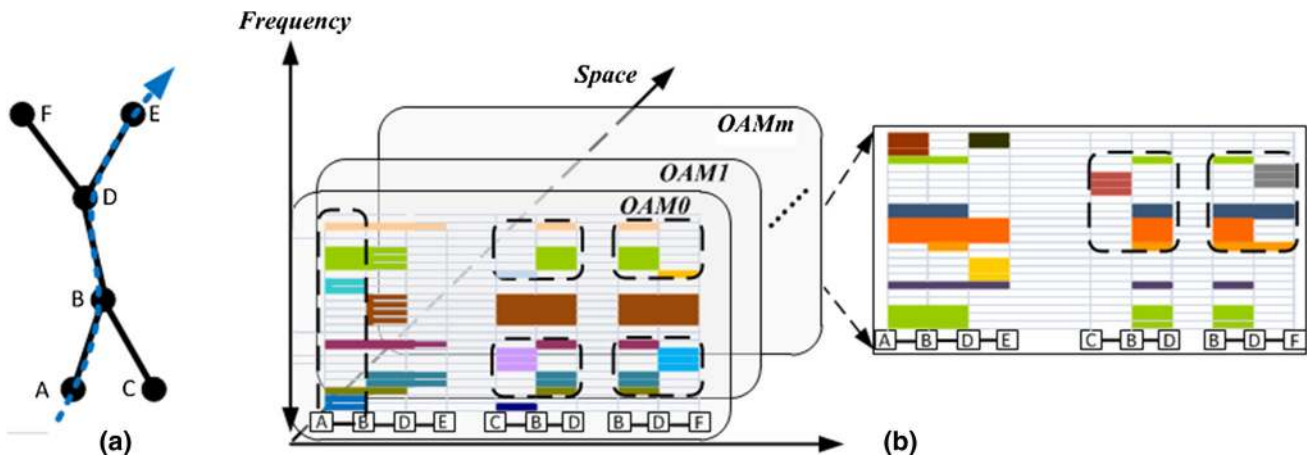 F
E
D
B
A
C
(a)
Frequency
Space
OAMm
OAM1
OAM0
A B D E
C B D
B D F
A B D E
C B D
B D F
(b)